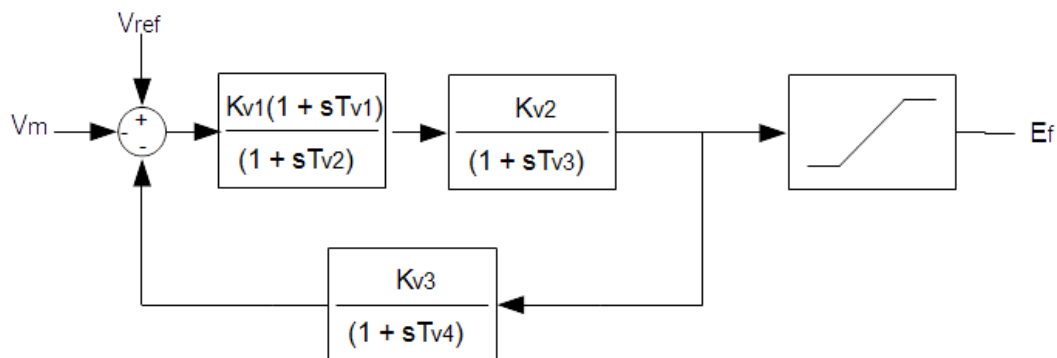 Vref
Vm
+
-
-
Kv1(1 + sTv1)
(1 + sTv2)
Kv2
(1 + sTv3)
Ef
Kv3
(1 + sTv4)